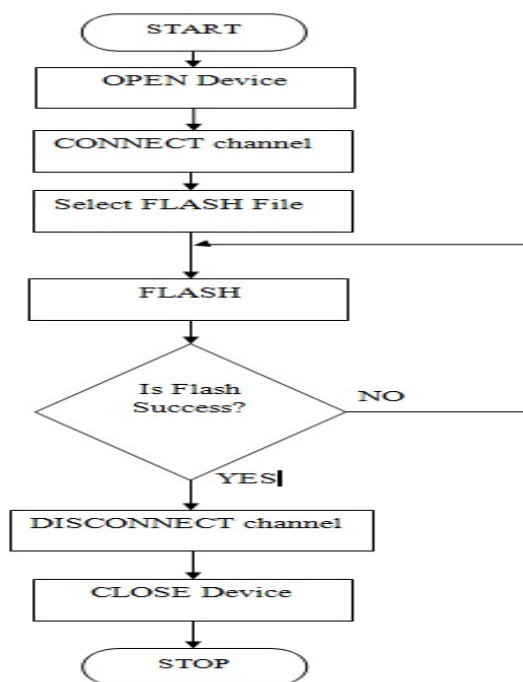 START
OPEN Device
CONNECT channel
Select FLASH File
FLASH
Is Flash
Success?
NO
YES
DISCONNECT channel
CLOSE Device
STOP